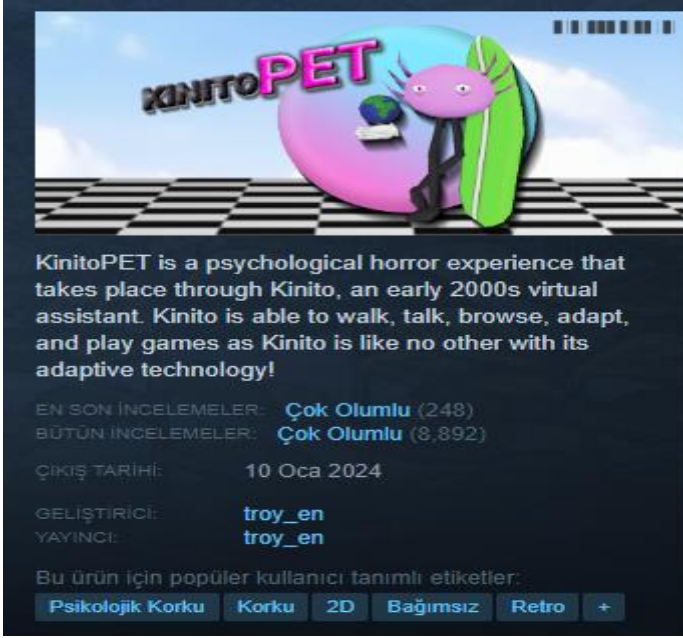 KINITOPET
KinitoPET is a psychological horror experience that
takes place through Kinito, an early 2000s virtual
assistant. Kinito is able to walk, talk, browse, adapt,
and play games as Kinito is like no other with its
adaptive technology!
EN SON İNCELEMELER: Çok Olumlu (248)
BÜTÜN İNCELEMELER: Çok Olumlu (8,892)
ÇIKIŞ TARİHİ: 10 Oca 2024
GELİŞTİRİCİ: troy_en
YAYINCI: troy_en
Bu ürün için popüler kullanıcı tanımlı etiketler:
Psikolojik Korku Korku 2D Bağımsız Retro +